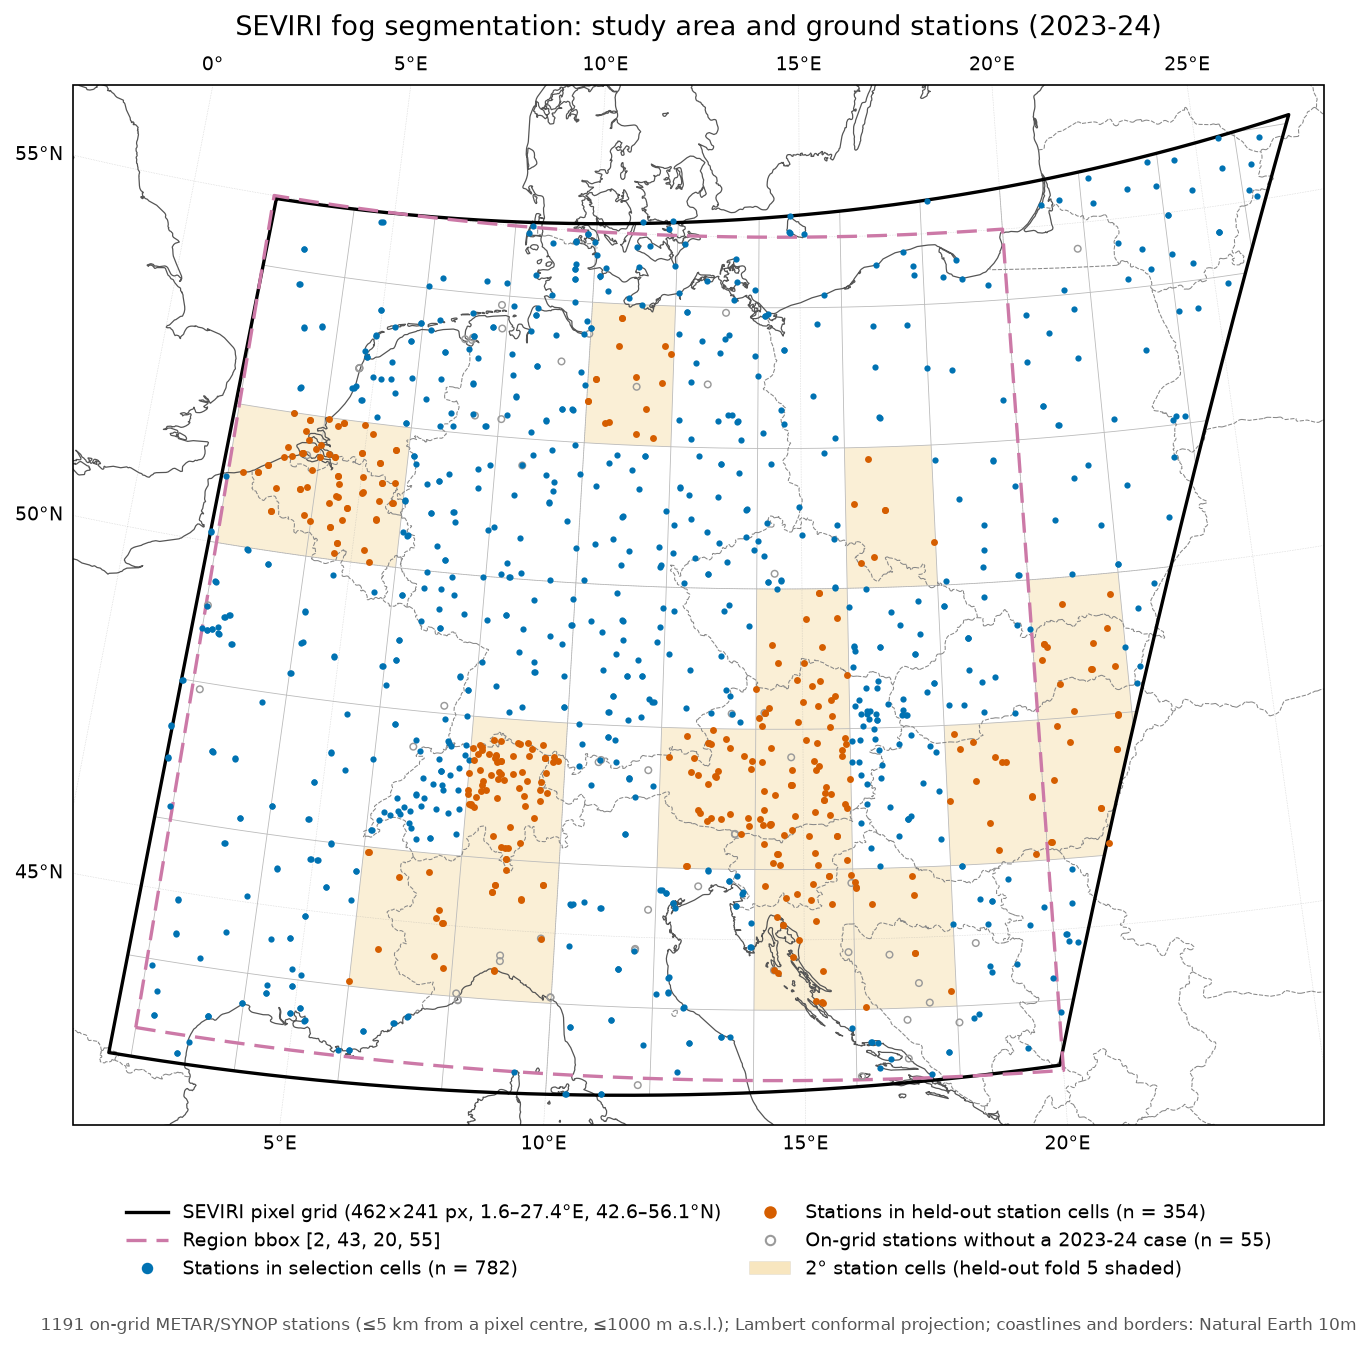 SEVIRI fog segmentation: study area and ground stations (2023-24)
0° 5°E 10°E 15°E 20°E 25°E
55°N
50°N
45°N
5°E 10°E 15°E 20°E
SEVIRI pixel grid (462×241 px, 1.6–27.4°E, 42.6–56.1°N)
Region bbox [2, 43, 20, 55]
Stations in selection cells (n = 782)
Stations in held-out station cells (n = 354)
On-grid stations without a 2023-24 case (n = 55)
2° station cells (held-out fold 5 shaded)
1191 on-grid METAR/SYNOP stations (≤5 km from a pixel centre, ≤1000 m a.s.l.); Lambert conformal projection; coastlines and borders: Natural Earth 10m